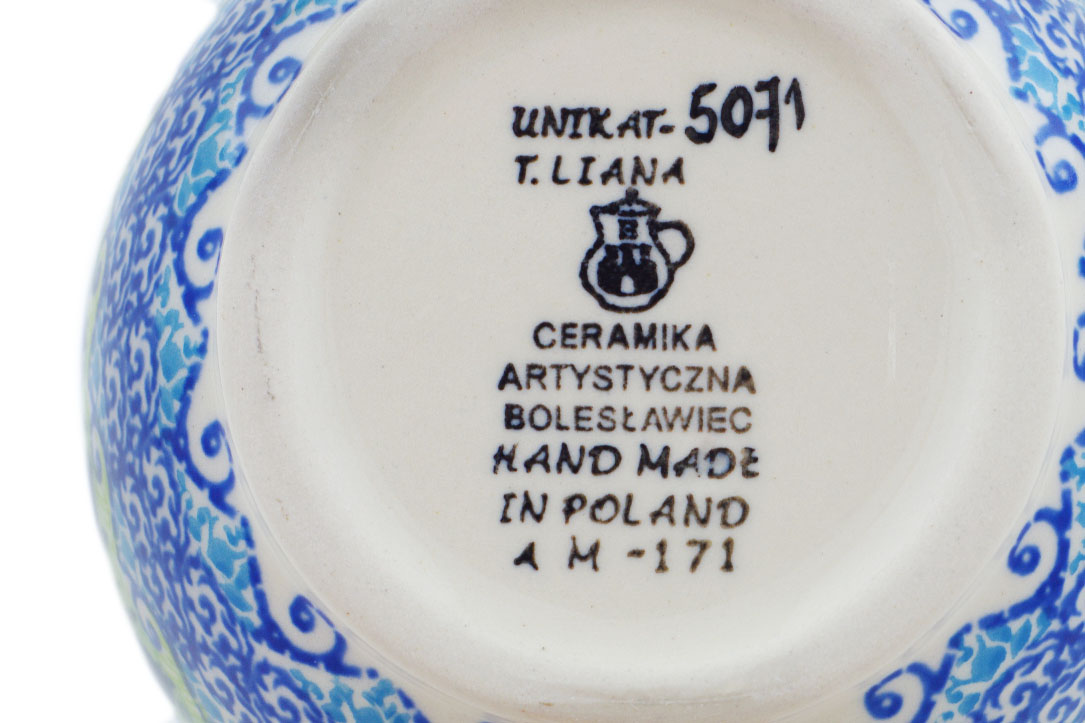 UNIKAT-5071
T. LIANA
B
CERAMIKA
ARTYSTYCZNA
BOLESŁAWIEC
HAND MADE
IN POLAND
A M -171